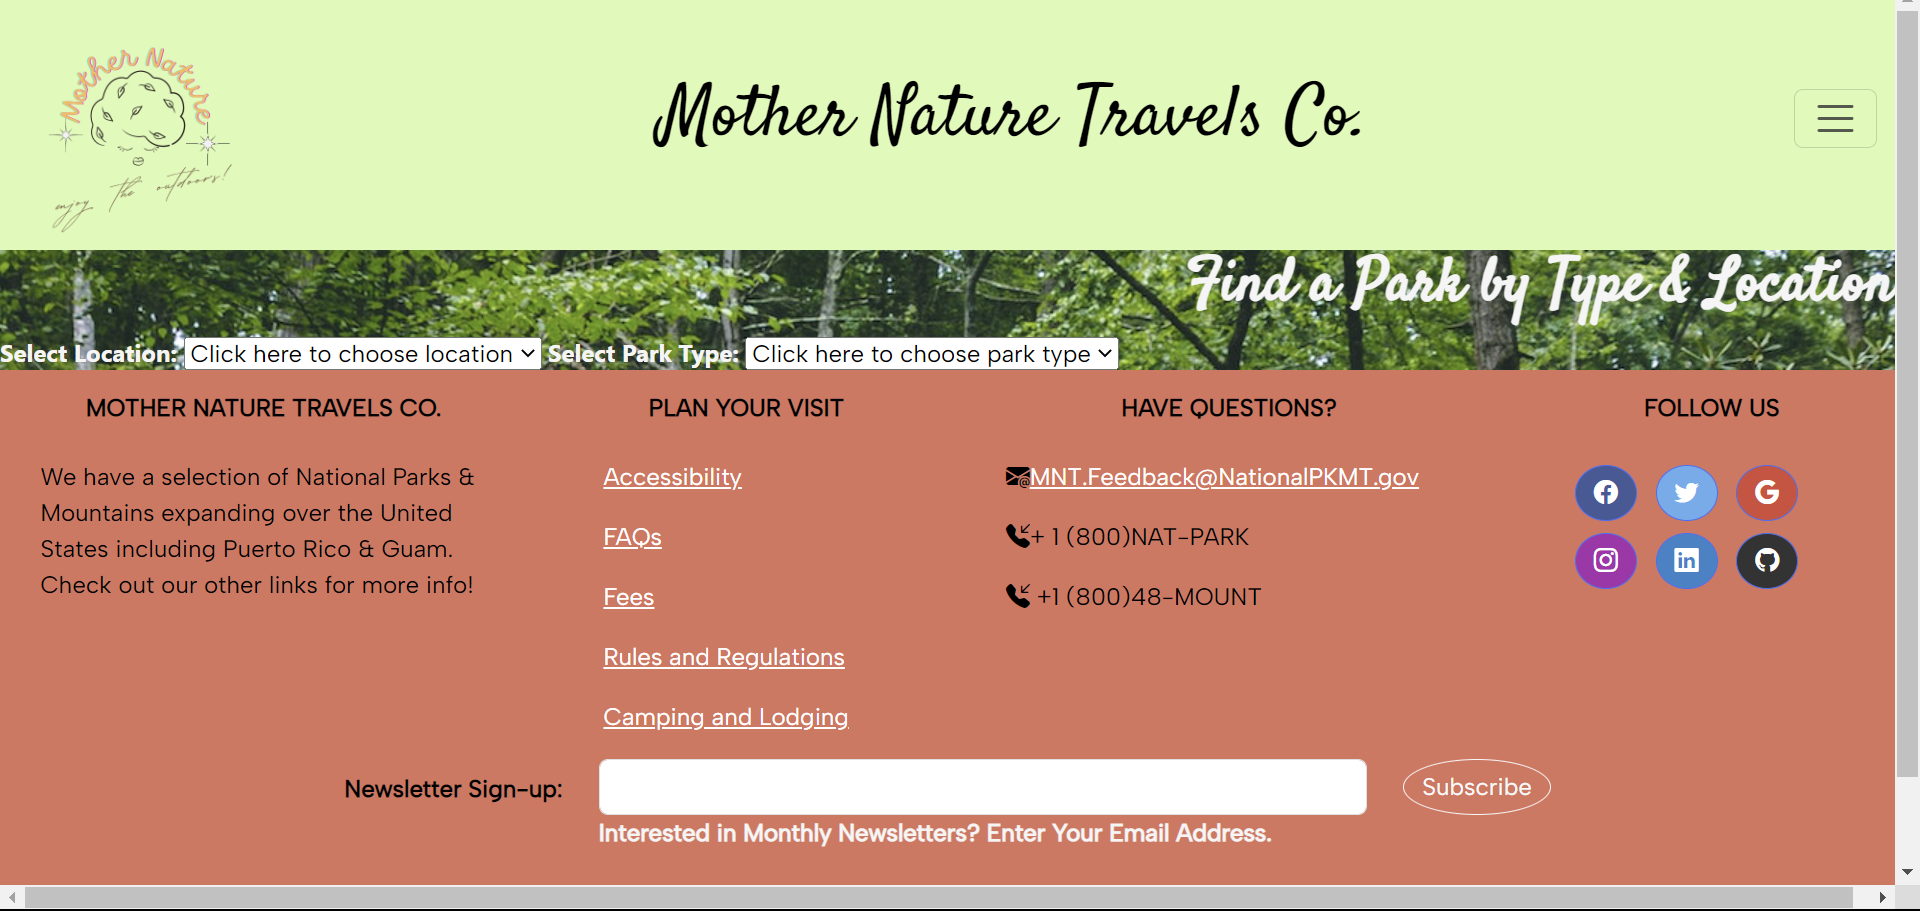 Mother Nature
enjoy the outdoors!
Mother Nature Travels Co.
Find a Park by Type & Location
Select Location: Click here to choose location Select Park Type: Click here to choose park type
MOTHER NATURE TRAVELS CO.
We have a selection of National Parks &
Mountains expanding over the United
States including Puerto Rico & Guam.
Check out our other links for more info!
PLAN YOUR VISIT
Accessibility
FAQs
Fees
Rules and Regulations
Camping and Lodging
HAVE QUESTIONS?
MNT.Feedback@NationalPKMT.gov
+ 1 (800)NAT-PARK
+1 (800)48-MOUNT
FOLLOW US
Newsletter Sign-up:
Subscribe
Interested in Monthly Newsletters? Enter Your Email Address.